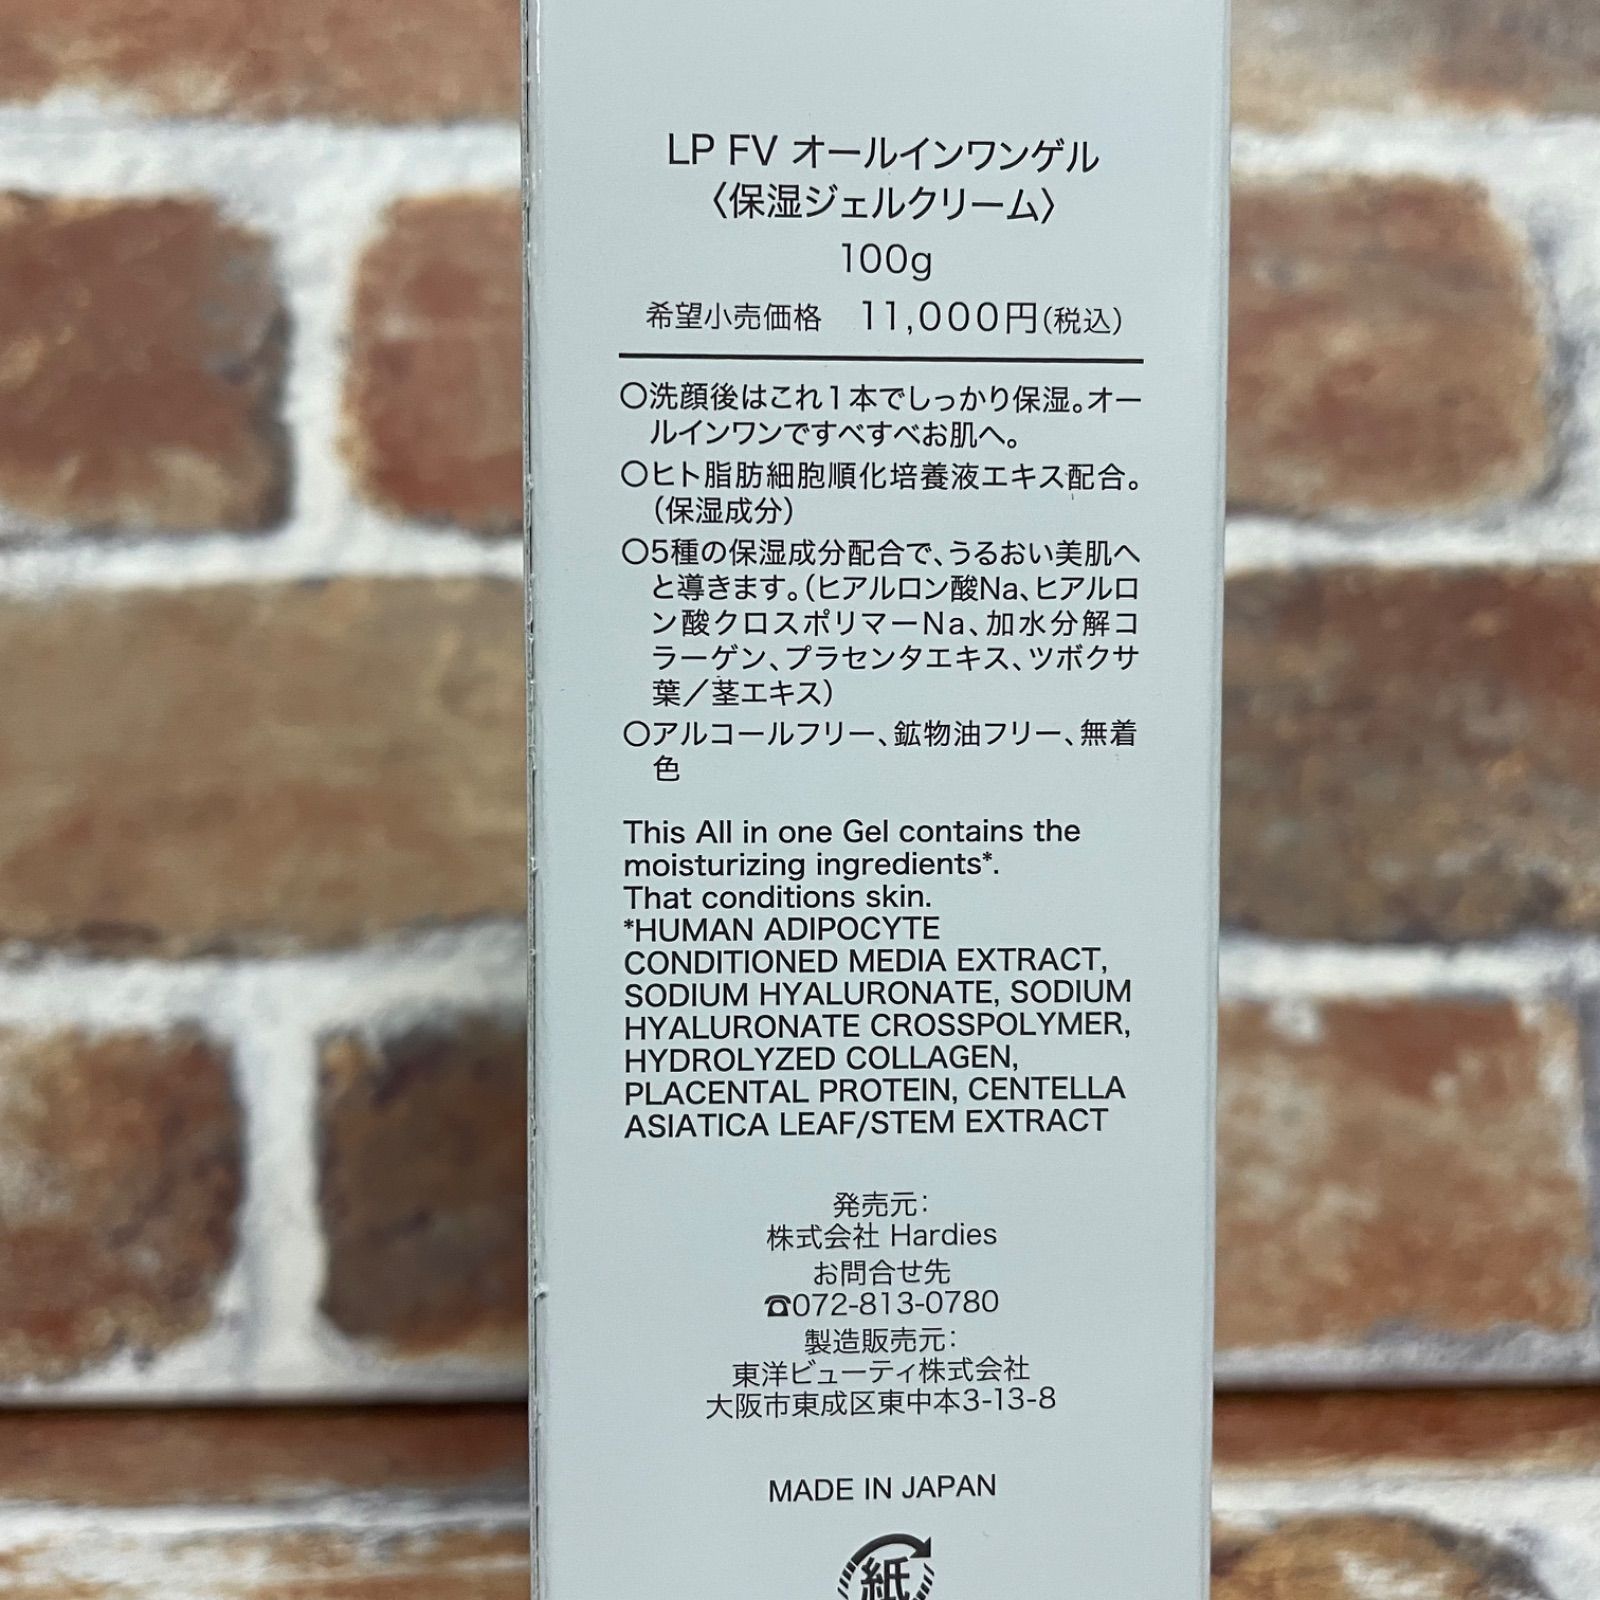 LP FV オールインワンゲル
〈保湿ジェルクリーム〉
100g
希望小売価格 11,000円(税込)
○洗顔後はこれ1本でしっかり保湿。オー
ルインワンですべすべお肌へ。
○ヒト脂肪細胞順化培養液エキス配合。
(保湿成分)
○5種の保湿成分配合で、うるおい美肌へ
と導きます。(ヒアルロン酸Na、ヒアルロ
ン酸クロスポリマーNa、加水分解コ
ラーゲン、プラセンタエキス、ツボクサ
葉／茎エキス)
○アルコールフリー、鉱物油フリー、無着
色
This All in one Gel contains the
moisturizing ingredients*.
That conditions skin.
*HUMAN ADIPOCYTE
CONDITIONED MEDIA EXTRACT,
SODIUM HYALURONATE, SODIUM
HYALURONATE CROSSPOLYMER,
HYDROLYZED COLLAGEN,
PLACENTAL PROTEIN, CENTELLA
ASIATICA LEAF/STEM EXTRACT
発売元:
株式会社 Hardies
お問合せ先
☎072-813-0780
製造販売元:
東洋ビューティ株式会社
大阪市東成区東中本3-13-8
MADE IN JAPAN
紙